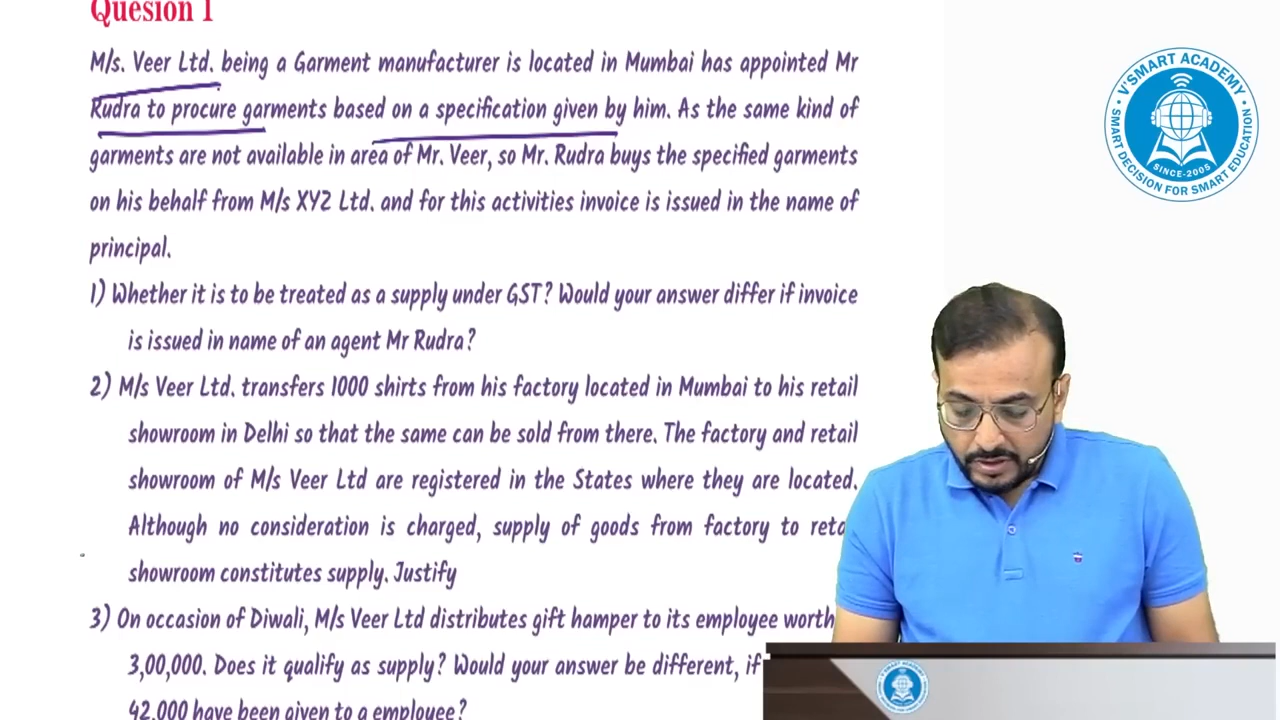 Quesion 1
M/s. Veer Ltd. being a Garment manufacturer is located in Mumbai has appointed Mr
Rudra to procure garments based on a specification given by him. As the same kind of
garments are not available in area of Mr. Veer, so Mr. Rudra buys the specified garments
on his behalf from M/s XYZ Ltd. and for this activities invoice is issued in the name of
principal.
1) Whether it is to be treated as a supply under GST? Would your answer differ if invoice
is issued in name of an agent Mr Rudra?
2) M/s Veer Ltd. transfers 1000 shirts from his factory located in Mumbai to his retail
showroom in Delhi so that the same can be sold from there. The factory and retail
showroom of M/s Veer Ltd are registered in the States where they are located.
Although no consideration is charged, supply of goods from factory to
showroom constitutes supply. Justify
3) On occasion of Diwali, M/s Veer Ltd distributes gift hamper to its employee worth
3,00,000. Does it qualify as supply? Would your answer be different, if
42,000 have been given to a employee?
V'SMART ACADEMY
SINCE-2005
SMART DECISION FOR SMART EDUCATION